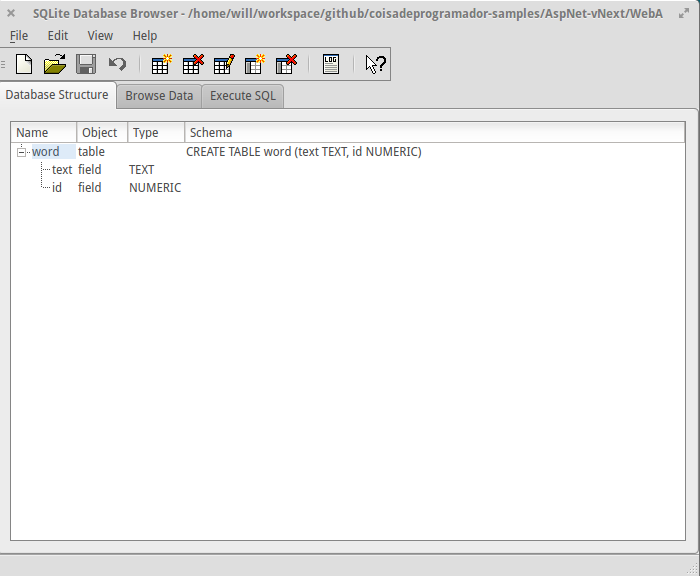 SQLite Database Browser - /home/will/workspace/github/coisadeprogramador-samples/AspNet-vNext/WebA
File Edit View Help
LOG
Database Structure Browse Data Execute SQL
Name Object Type Schema
word table CREATE TABLE word (text TEXT, id NUMERIC)
text field TEXT
id field NUMERIC